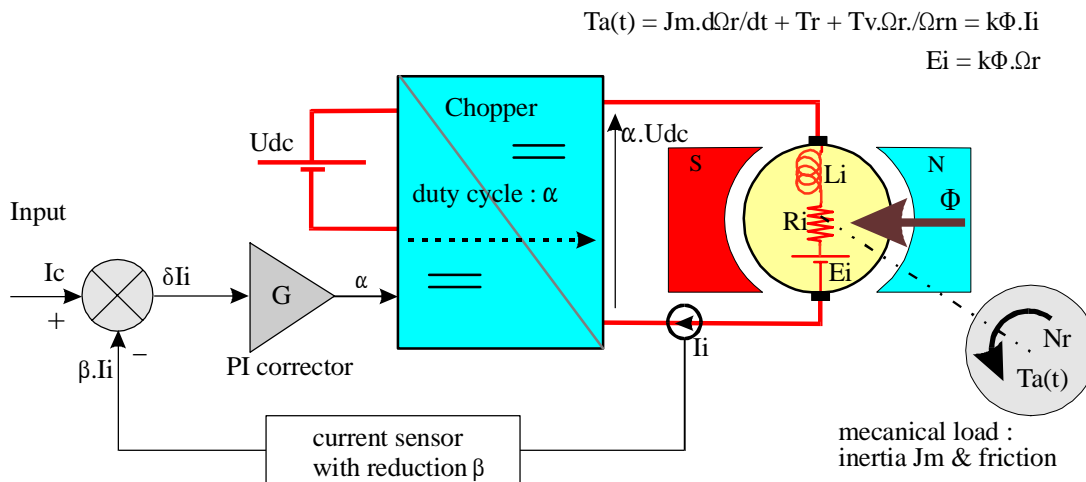 Ta(t) = Jm.dΩr/dt + Tr + Tv.Ωr./Ωrn = kΦ.Ii
Ei = kΦ.Ωr
Chopper
Udc
α.Udc
S
N
Li
duty cycle : α
Φ
Input
Ri
Ei
Ic
δIi
G
α
+
−
Ii
Nr
β.Ii
PI corrector
Ta(t)
current sensor
with reduction β
mecanical load :
inertia Jm & friction